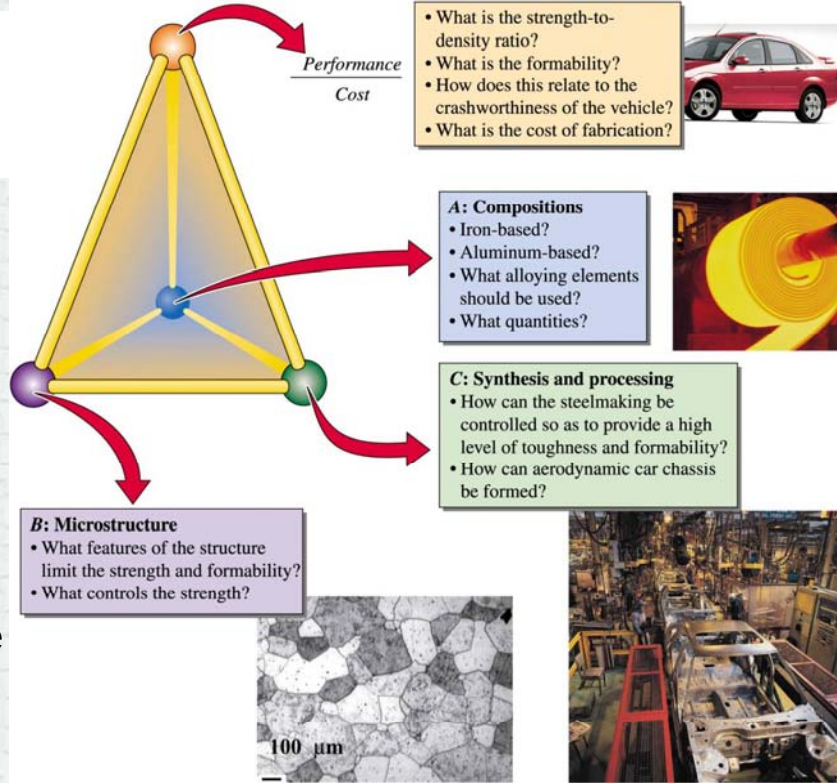 Performance
Cost
• What is the strength-to-
density ratio?
• What is the formability?
• How does this relate to the
crashworthiness of the vehicle?
• What is the cost of fabrication?
A: Compositions
• Iron-based?
• Aluminum-based?
• What alloying elements
should be used?
• What quantities?
C: Synthesis and processing
• How can the steelmaking be
controlled so as to provide a high
level of toughness and formability?
• How can aerodynamic car chassis
be formed?
B: Microstructure
• What features of the structure
limit the strength and formability?
• What controls the strength?
e
100 μm